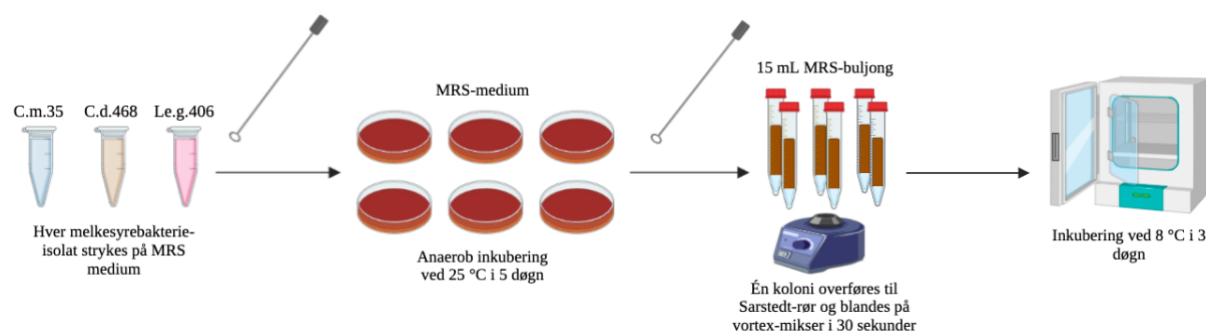 C.m.35 C.d.468 Le.g.406
Hver melkesyrebakterie-
isolat strykes på MRS
medium
MRS-medium
Anaerob inkubering
ved 25 °C i 5 døgn
15 mL MRS-buljong
Én koloni overføres til
Sarstedt-rør og blandes på
vortex-mikser i 30 sekunder
Inkubering ved 8 °C i 3
døgn